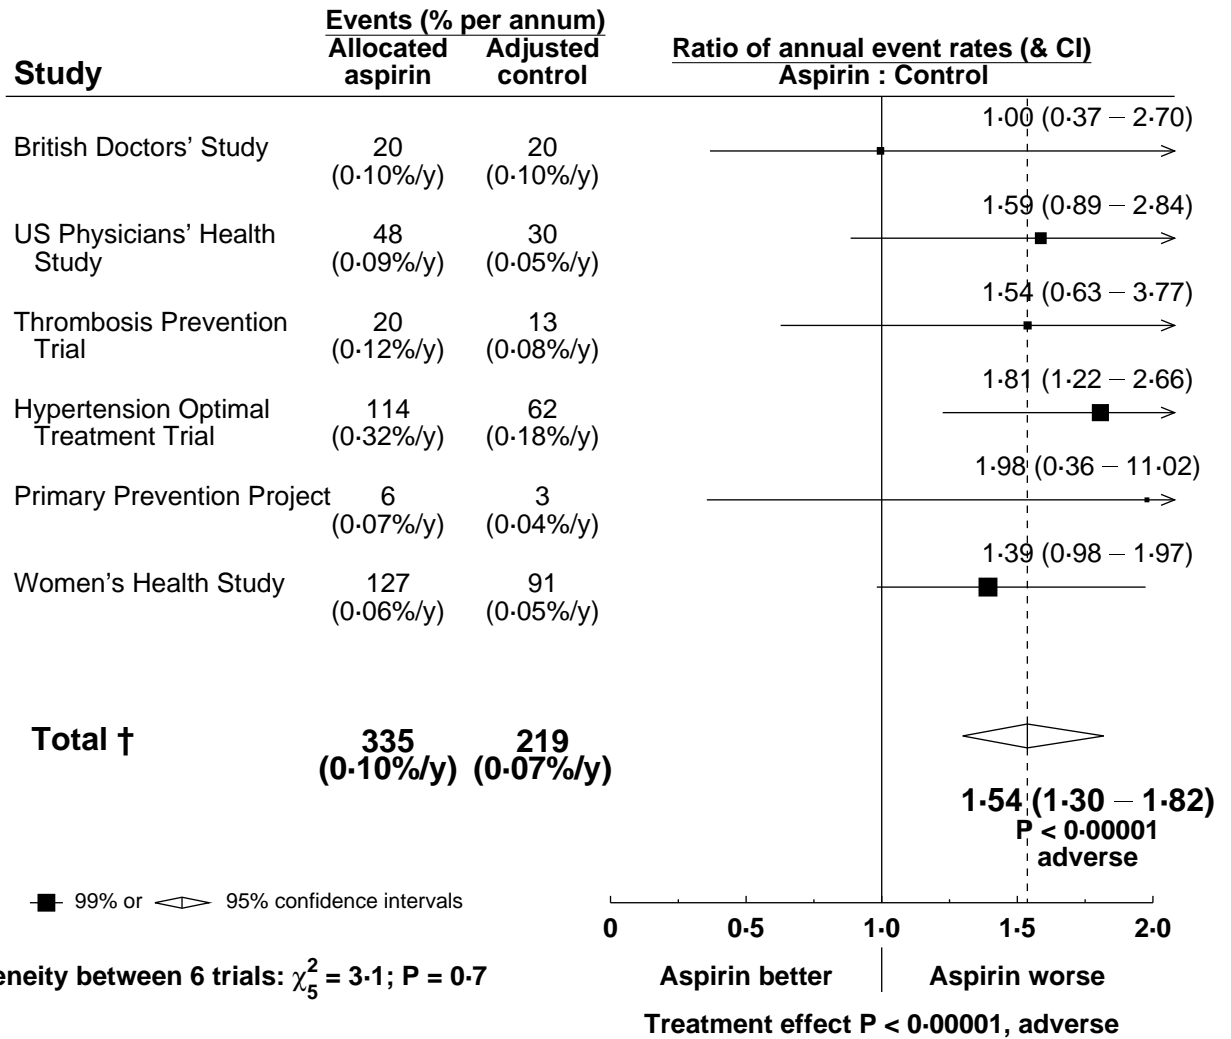 Events (% per annum)
Allocated aspirin
Adjusted control
Ratio of annual event rates (& CI)
Study
Aspirin : Control
1·00 (0·37 – 2·70)
British Doctors’ Study 20 20
(0·10%/y) (0·10%/y)
1·59 (0·89 – 2·84)
US Physicians’ Health 48 30
Study (0·09%/y) (0·05%/y)
1·54 (0·63 – 3·77)
Thrombosis Prevention 20 13
Trial (0·12%/y) (0·08%/y)
1·81 (1·22 – 2·66)
Hypertension Optimal 114 62
Treatment Trial (0·32%/y) (0·18%/y)
1·98 (0·36 – 11·02)
Primary Prevention Project 6 3
(0·07%/y) (0·04%/y)
1·39 (0·98 – 1·97)
Women’s Health Study 127 91
(0·06%/y) (0·05%/y)
Total † 335 219
(0·10%/y) (0·07%/y)
1·54 (1·30 – 1·82)
P < 0·00001
adverse
99% or 95% confidence intervals
0 0·5 1·0 1·5 2·0
eneity between 6 trials: χ²₅ = 3·1; P = 0·7
Aspirin better Aspirin worse
Treatment effect P < 0·00001, adverse